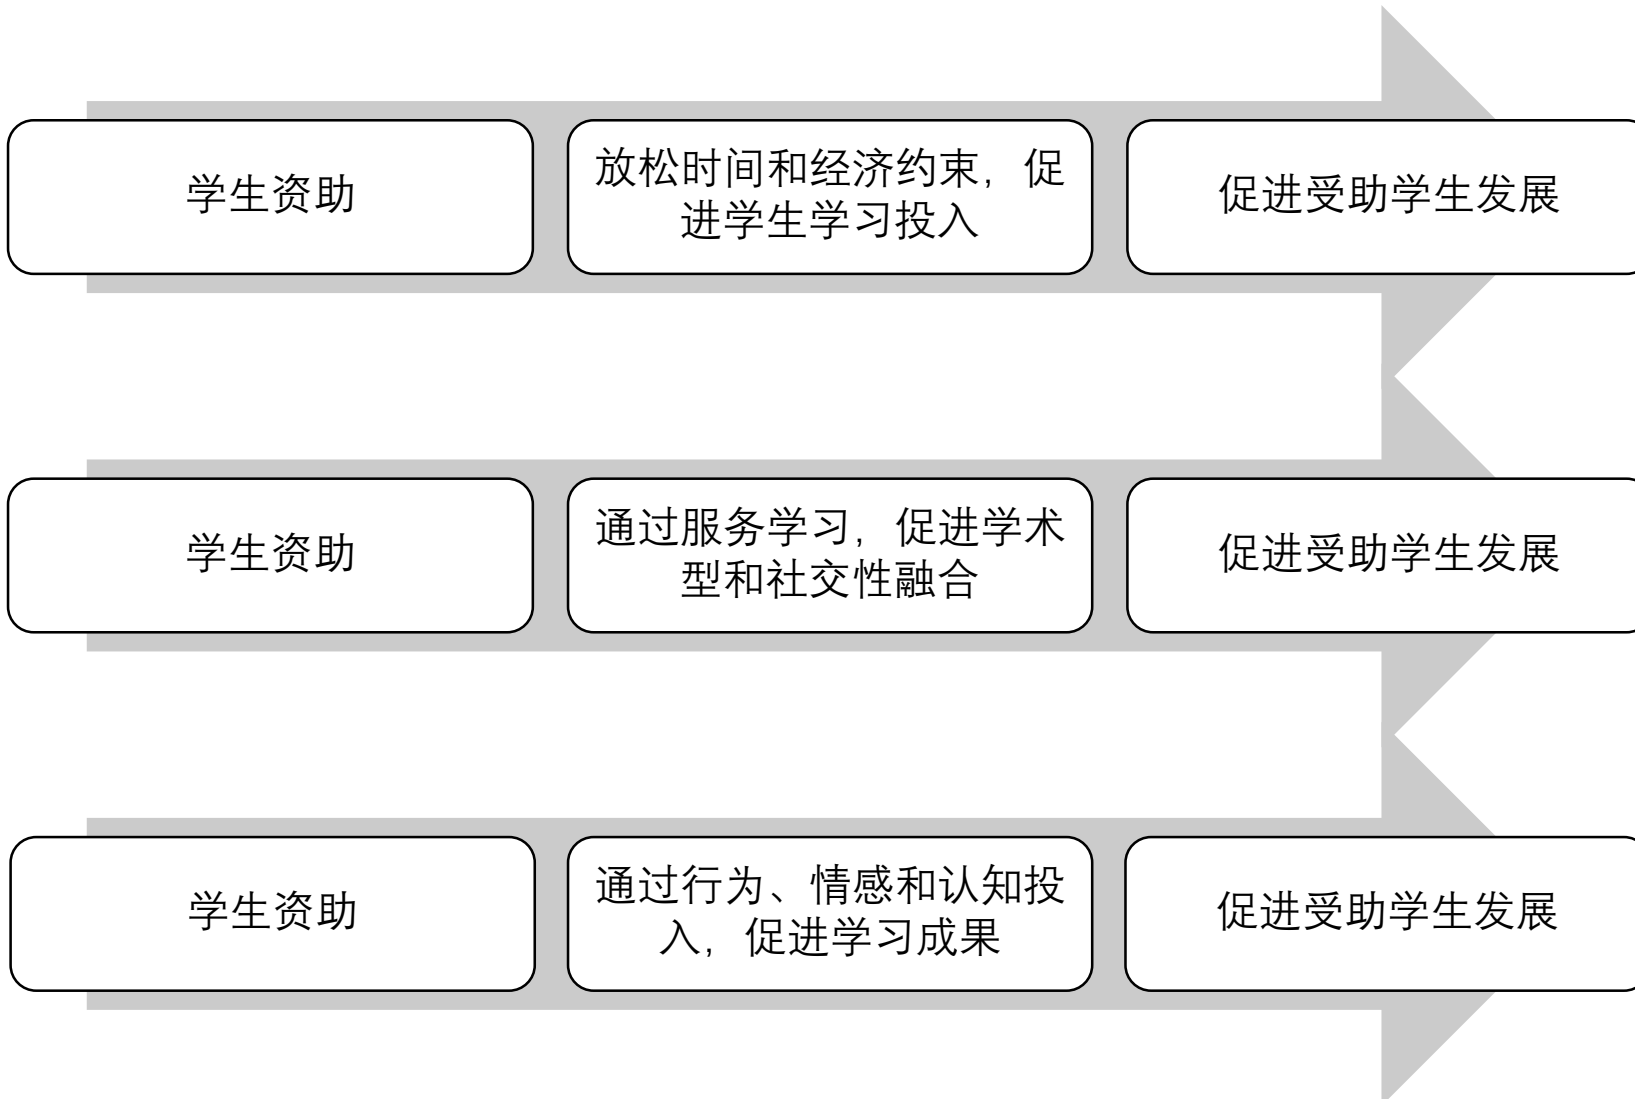 学生资助
放松时间和经济约束，促
进学生学习投入
促进受助学生发展
学生资助
通过服务学习，促进学术
型和社交性融合
促进受助学生发展
学生资助
通过行为、情感和认知投
入，促进学习成果
促进受助学生发展